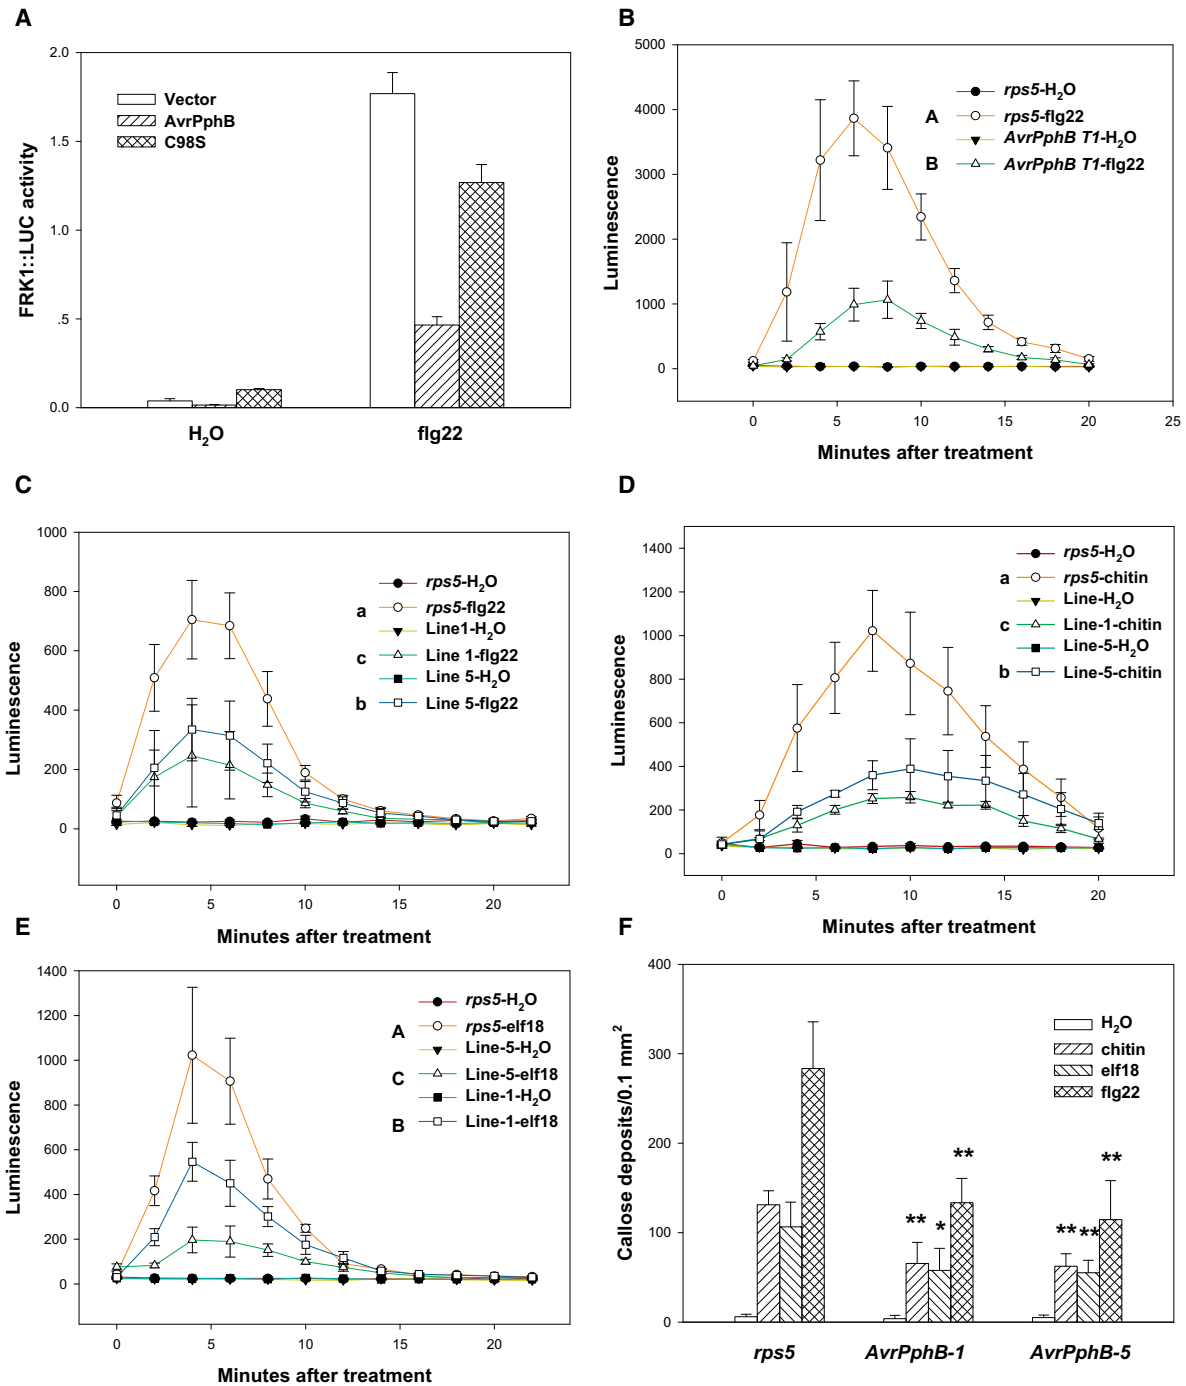 A
2.0
1.5
1.0
.5
0.0
FRK1::LUC activity
Vector
AvrPphB
C98S
H2O
flg22
B
5000
4000
3000
2000
1000
0
Luminescence
rps5-H2O
A rps5-flg22
AvrPphB T1-H2O
B AvrPphB T1-flg22
0 5 10 15 20 25
Minutes after treatment
C
1000
800
600
400
200
0
Luminescence
rps5-H2O
a rps5-flg22
Line1-H2O
c Line 1-flg22
Line 5-H2O
b Line 5-flg22
0 5 10 15 20
Minutes after treatment
D
1400
1200
1000
800
600
400
200
0
Luminescence
rps5-H2O
a rps5-chitin
Line-H2O
c Line-1-chitin
Line-5-H2O
b Line-5-chitin
0 5 10 15 20
Minutes after treatment
E
1400
1200
1000
800
600
400
200
0
Luminescence
rps5-H2O
A rps5-elf18
Line-5-H2O
C Line-5-elf18
Line-1-H2O
B Line-1-elf18
0 5 10 15 20
Minutes after treatment
F
400
300
200
100
0
Callose deposits/0.1 mm2
H2O
chitin
elf18
flg22
** * **
** ** **
rps5 AvrPphB-1 AvrPphB-5